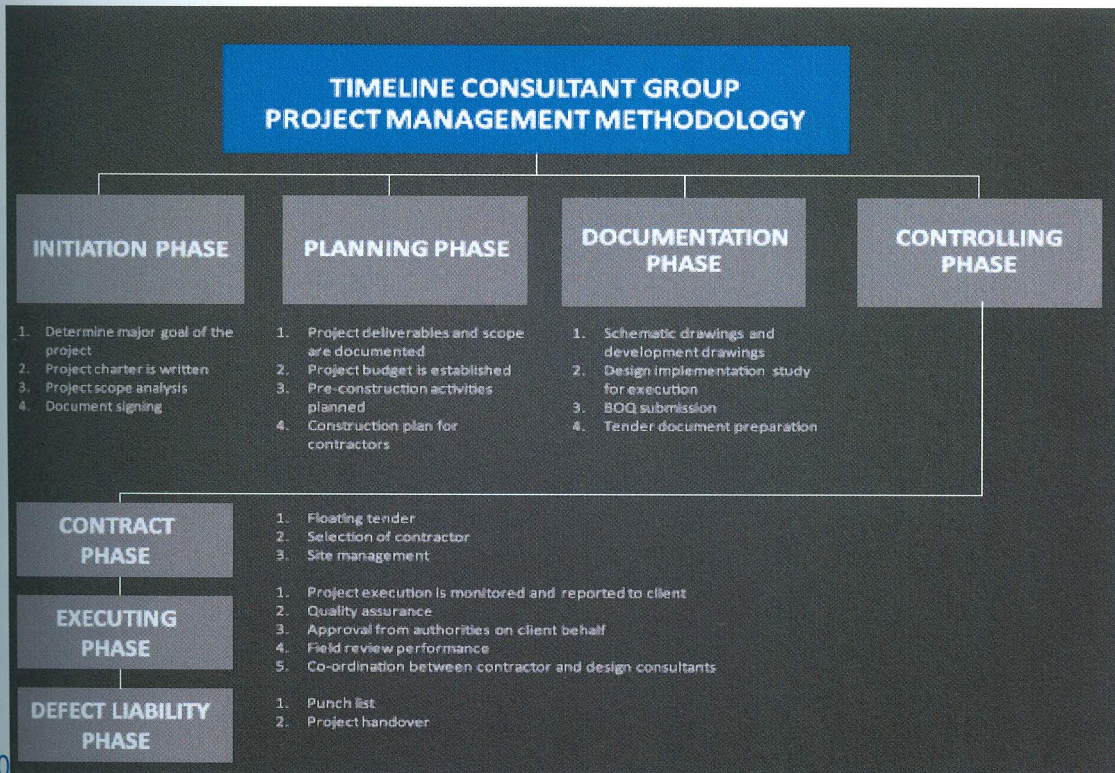 TIMELINE CONSULTANT GROUP
PROJECT MANAGEMENT METHODOLOGY
INITIATION PHASE
1. Determine major goal of the
project
2. Project charter is written
3. Project scope analysis
4. Document signing
PLANNING PHASE
1. Project deliverables and scope
are documented
2. Project budget is established
3. Pre-construction activities
planned
4. Construction plan for
contractors
DOCUMENTATION
PHASE
1. Schematic drawings and
development drawings
2. Design implementation study
for execution
3. BOQ submission
4. Tender document preparation
CONTROLLING
PHASE
CONTRACT
PHASE
1. Floating tender
2. Selection of contractor
3. Site management
EXECUTING
PHASE
1. Project execution is monitored and reported to client
2. Quality assurance
3. Approval from authorities on client behalf
4. Field review performance
5. Co-ordination between contractor and design consultants
DEFECT LIABILITY
PHASE
1. Punch list
2. Project handover
0